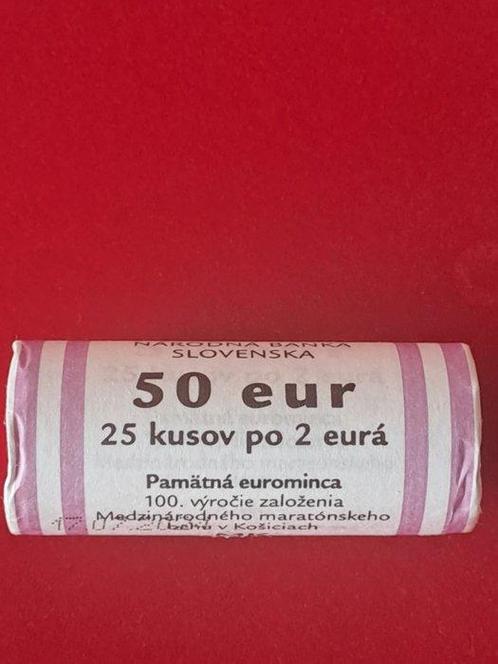 NÁRODNÁ BANKA
SLOVENSKA
50 eur
25 kusov po 2 eurá
Pamätná eurominca
100. výročie založenia
Medzinárodného maratónskeho
behu v Košiciach